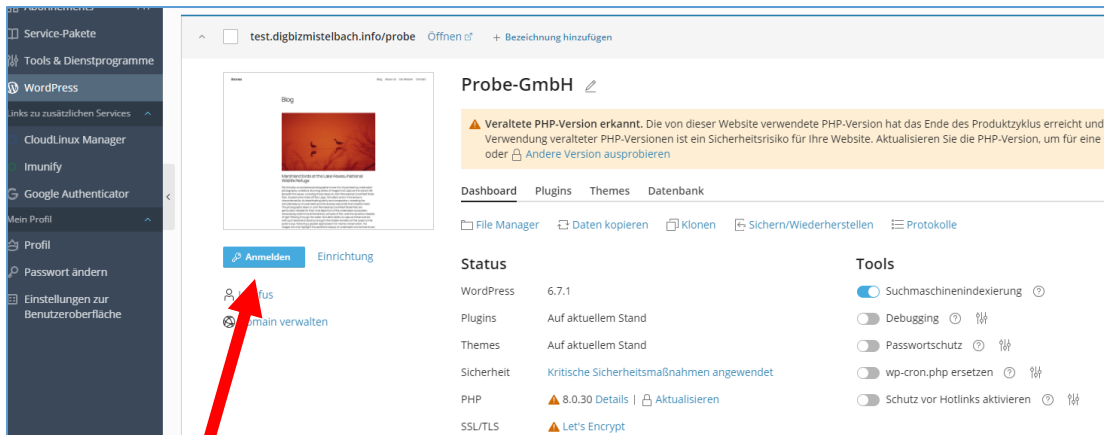 Abonnements
Service-Pakete
Tools & Dienstprogramme
WordPress
Links zu zusätzlichen Services
CloudLinux Manager
Imunify
Google Authenticator
Mein Profil
Profil
Passwort ändern
Einstellungen zur
Benutzeroberfläche
test.digbizmistelbach.info/probe Öffnen + Bezeichnung hinzufügen
Blog
Probe-GmbH
Veraltete PHP-Version erkannt. Die von dieser Website verwendete PHP-Version hat das Ende des Produktzyklus erreicht und
Verwendung veralteter PHP-Versionen ist ein Sicherheitsrisiko für Ihre Website. Aktualisieren Sie die PHP-Version, um für eine
oder Andere Version ausprobieren
Dashboard Plugins Themes Datenbank
File Manager Daten kopieren Klonen Sichern/Wiederherstellen Protokolle
Anmelden Einrichtung
verwalten
Status
WordPress 6.7.1
Plugins Auf aktuellem Stand
Themes Auf aktuellem Stand
Sicherheit Kritische Sicherheitsmaßnahmen angewendet
PHP 8.0.30 Details | Aktualisieren
SSL/TLS Let's Encrypt
Tools
Suchmaschinenindexierung
Debugging
Passwortschutz
wp-cron.php ersetzen
Schutz vor Hotlinks aktivieren